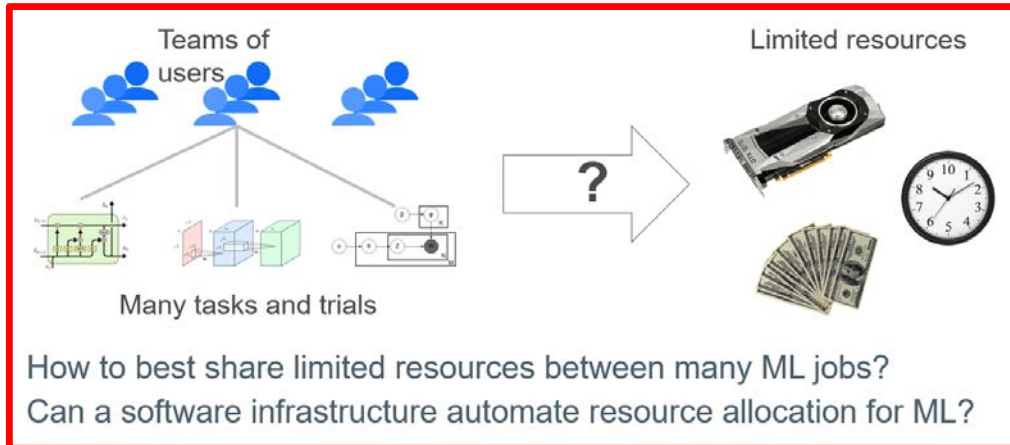 Teams of
users
Limited resources
?
10
Many tasks and trials
How to best share limited resources between many ML jobs?
Can a software infrastructure automate resource allocation for ML?